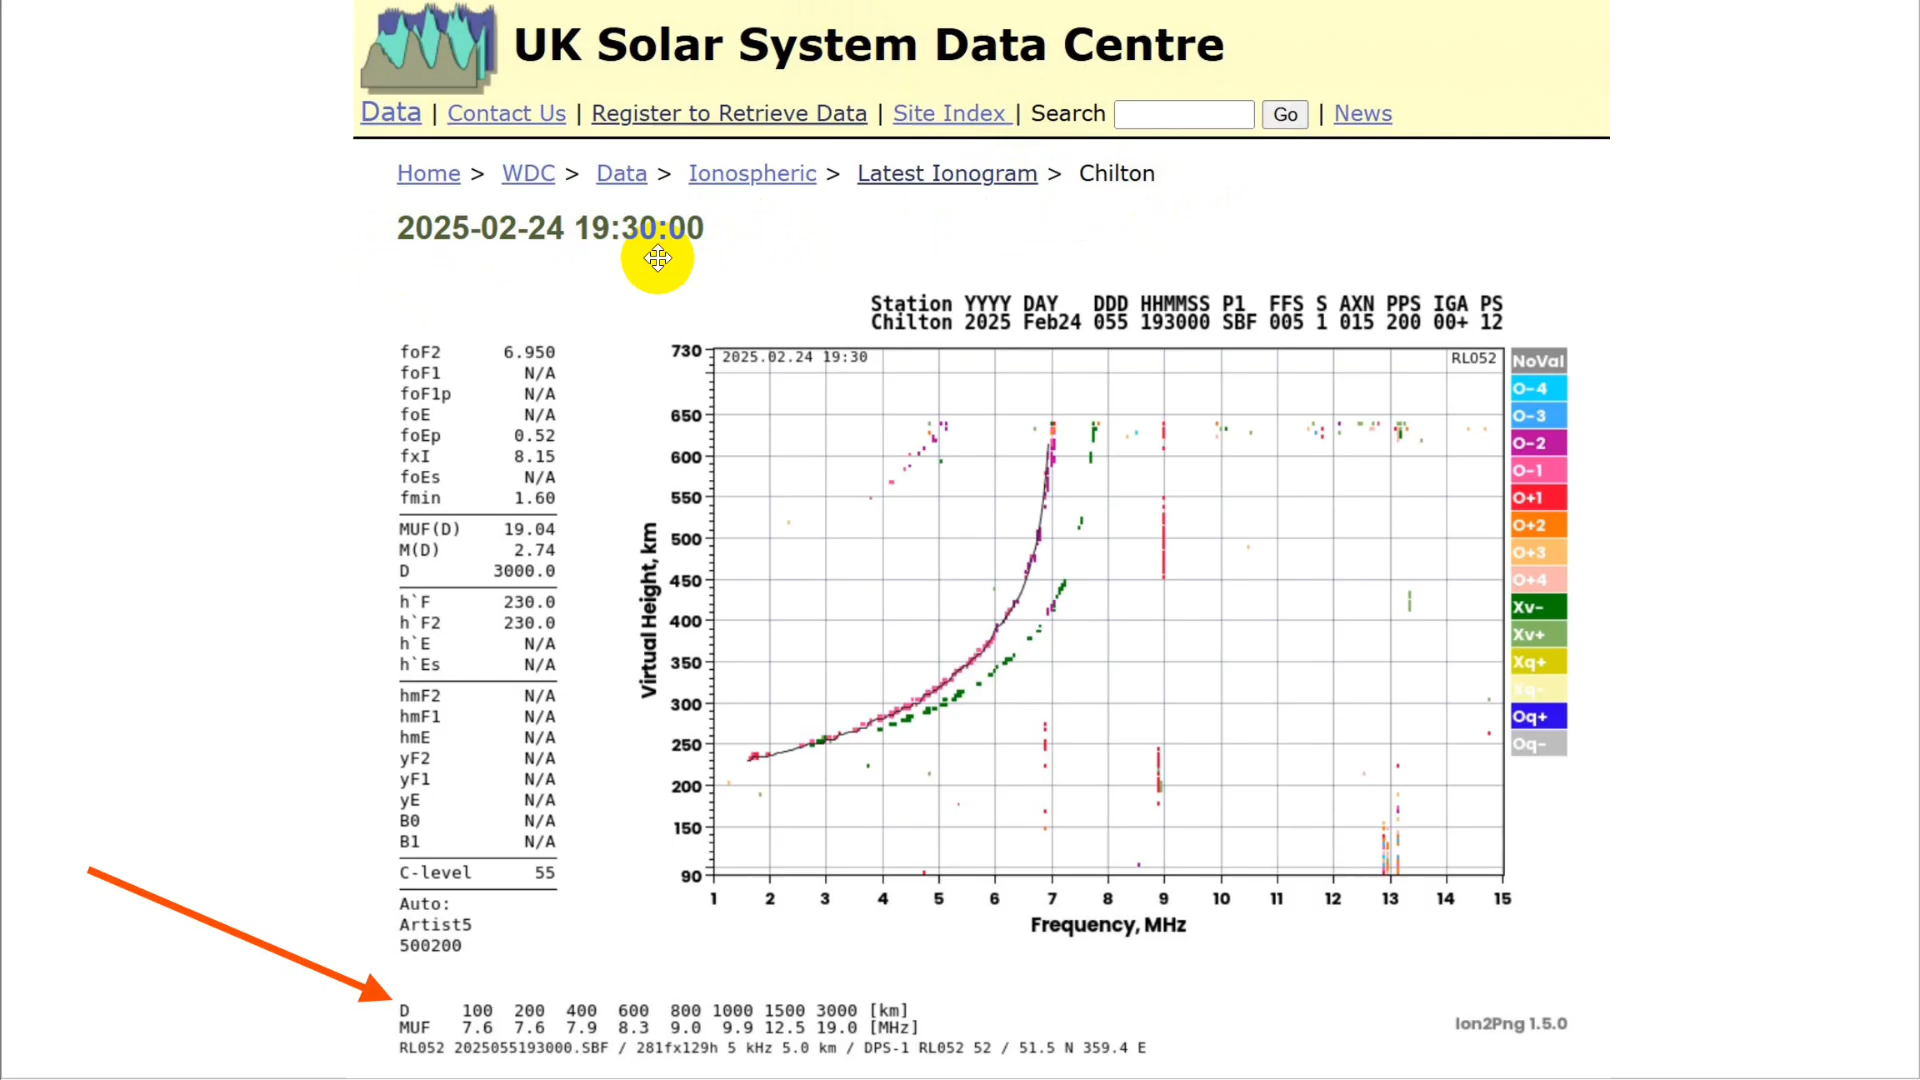 UK Solar System Data Centre
Data | Contact Us | Register to Retrieve Data | Site Index | Search Go | News
Home > WDC > Data > Ionospheric > Latest Ionogram > Chilton
2025-02-24 19:30:00
Station YYYY DAY DDD HHMMSS P1 FFS S AXN PPS IGA PS
Chilton 2025 Feb24 055 193000 SBF 005 1 015 200 00+ 12
foF2 6.950
foF1 N/A
foF1p N/A
foE N/A
foEp 0.52
fxI 8.15
foEs N/A
fmin 1.60
MUF(D) 19.04
M(D) 2.74
D 3000.0
h`F 230.0
h`F2 230.0
h`E N/A
h`Es N/A
hmF2 N/A
hmF1 N/A
hmE N/A
yF2 N/A
yF1 N/A
yE N/A
B0 N/A
B1 N/A
C-level 55
Auto:
Artist5
500200
Virtual Height, km
730
650
600
550
500
450
400
350
300
250
200
150
90
2025.02.24 19:30
RL052
1 2 3 4 5 6 7 8 9 10 11 12 13 14 15
Frequency, MHz
NoVal
O-4
O-3
O-2
O-1
O+1
O+2
O+3
O+4
Xv-
Xv+
Xq+
Xq-
Oq+
Oq-
D 100 200 400 600 800 1000 1500 3000 [km]
MUF 7.6 7.6 7.9 8.3 9.0 9.9 12.5 19.0 [MHz]
RL052 2025055193000.SBF / 281fx129h 5 kHz 5.0 km / DPS-1 RL052 52 / 51.5 N 359.4 E
Ion2Png 1.5.0